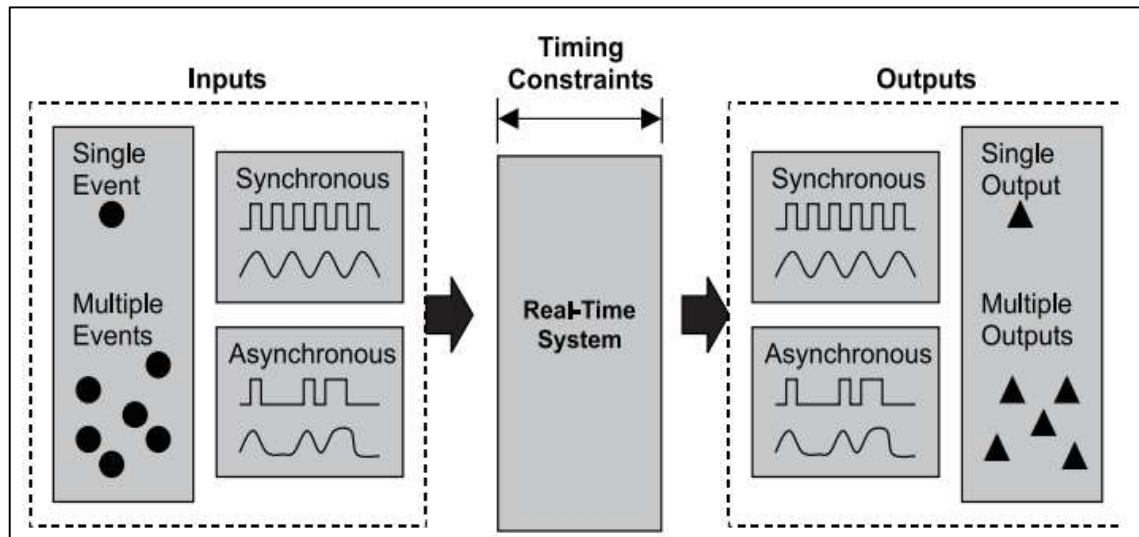 Inputs
Single
Event
Multiple
Events
Synchronous
Asynchronous
Timing
Constraints
Real-Time
System
Outputs
Synchronous
Asynchronous
Single
Output
Multiple
Outputs